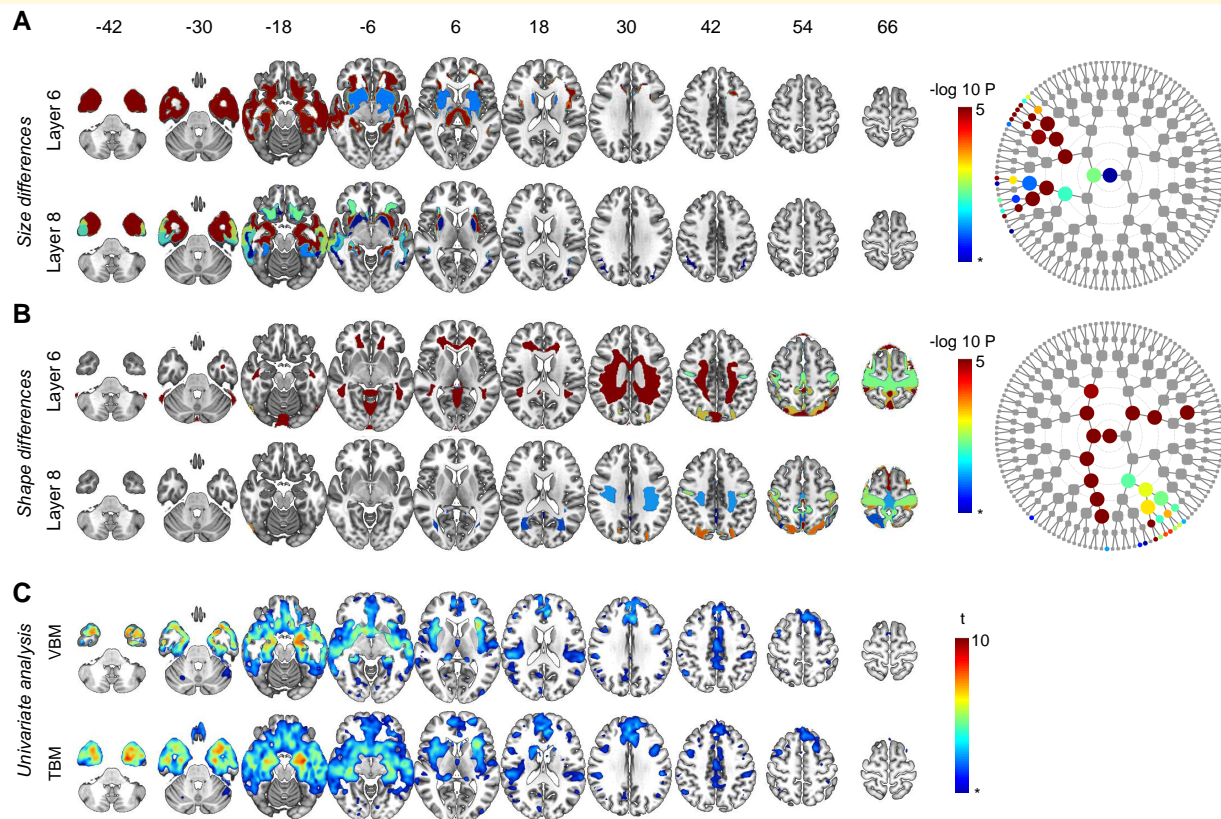 A
-42 -30 -18 -6 6 18 30 42 54 66
Size differences
Layer 6
Layer 8
-log 10 P
5
*
B
Shape differences
Layer 6
Layer 8
-log 10 P
5
*
C
Univariate analysis
VBM
TBM
t
10
*